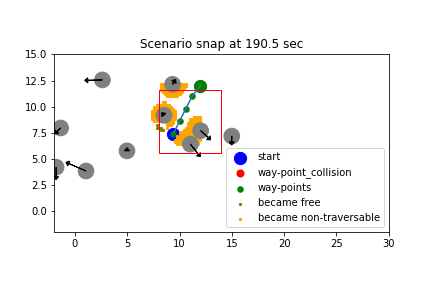 Scenario snap at 190.5 sec
15.0
12.5
10.0
7.5
5.0
2.5
0.0
0
5
10
15
20
25
30
start
way-point_collision
way-points
became free
became non-traversable